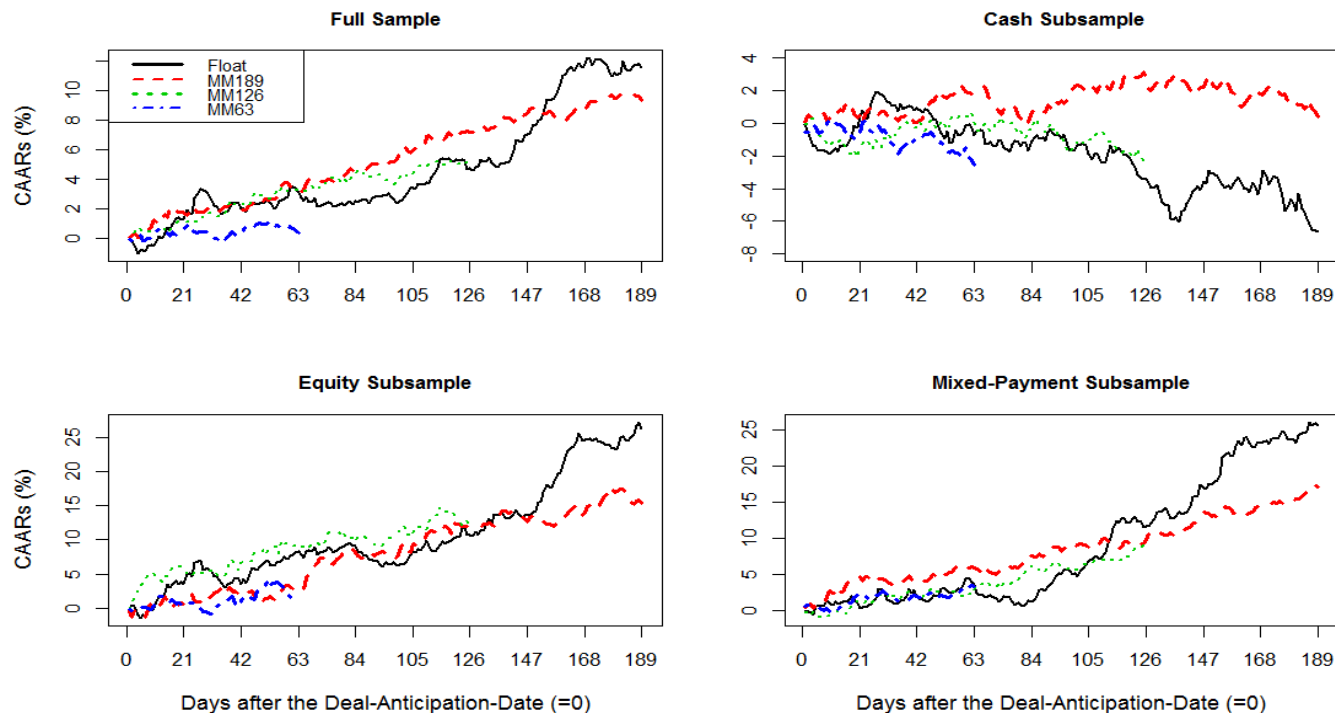 Full Sample
Float
MM189
MM126
MM63
CAARs (%)
10
8
6
4
2
0
0 21 42 63 84 105 126 147 168 189
Cash Subsample
4
2
0
-2
-4
-6
-8
0 21 42 63 84 105 126 147 168 189
Equity Subsample
CAARs (%)
25
20
15
10
5
0
0 21 42 63 84 105 126 147 168 189
Days after the Deal-Anticipation-Date (=0)
Mixed-Payment Subsample
25
20
15
10
5
0
0 21 42 63 84 105 126 147 168 189
Days after the Deal-Anticipation-Date (=0)